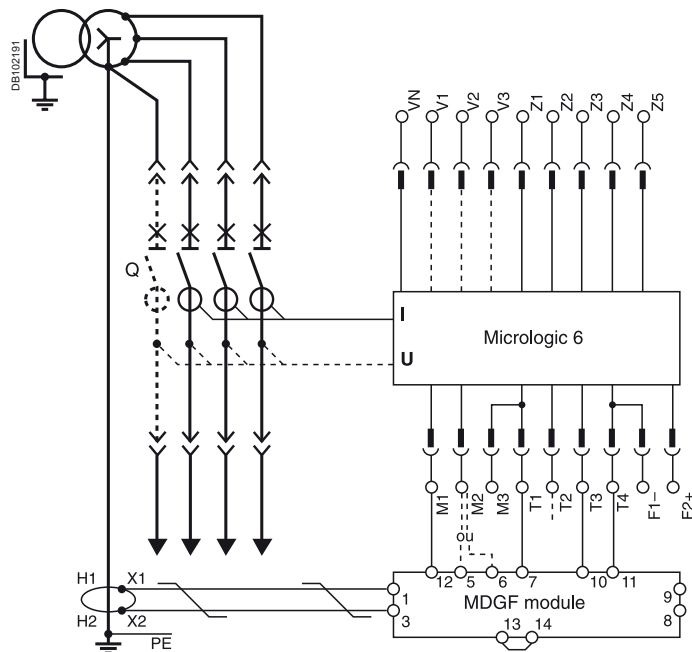 DB102191
VN V1 V2 V3 Z1 Z2 Z3 Z4 Z5
Q
I
Micrologic 6
U
M1 M2 M3 T1 T2 T3 T4 F1– F2+
ou
H1 X1
12 5 6 7 10 11
1 MDGF module 9
H2 X2
3 8
13 14
PE